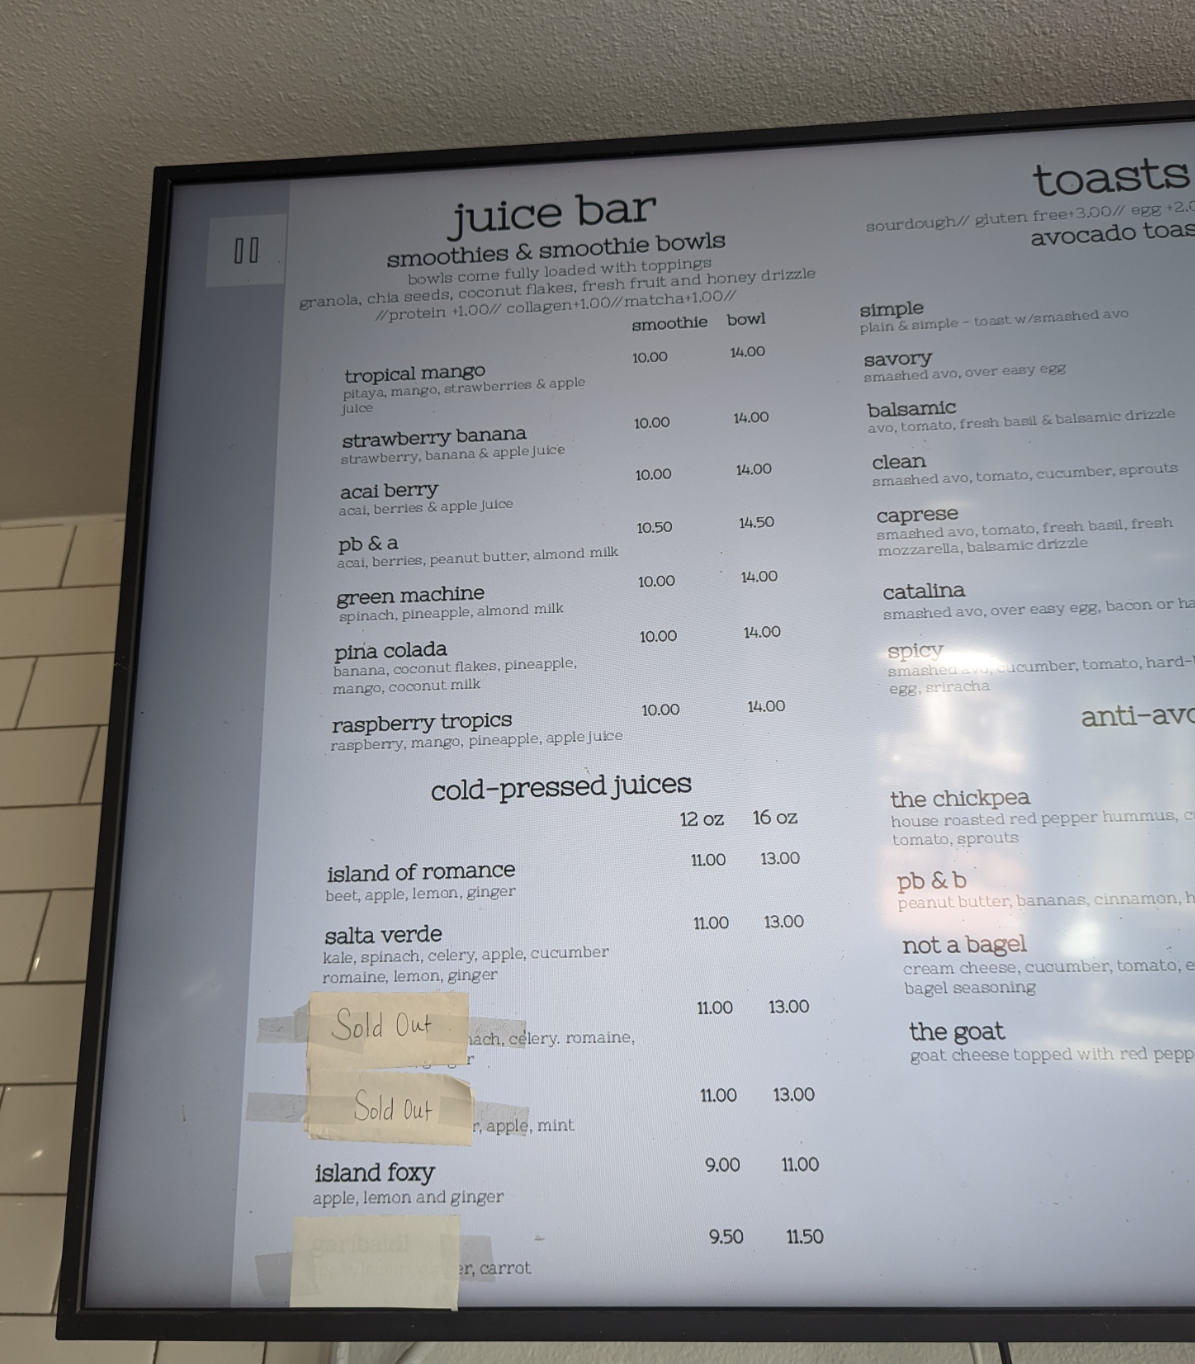 juice bar
smoothies & smoothie bowls
bowls come fully loaded with toppings
granola, chia seeds, coconut flakes, fresh fruit and honey drizzle
//protein +1.00// collagen+1.00//matcha+1.00//
smoothie bowl
tropical mango 10.00 14.00
pitaya, mango, strawberries & apple
juice
strawberry banana 10.00 14.00
strawberry, banana & apple juice
acai berry 10.00 14.00
acai, berries & apple juice
pb & a 10.50 14.50
acai, berries, peanut butter, almond milk
green machine 10.00 14.00
spinach, pineapple, almond milk
pina colada 10.00 14.00
banana, coconut flakes, pineapple,
mango, coconut milk
raspberry tropics 10.00 14.00
raspberry, mango, pineapple, apple juice
cold-pressed juices
12 oz 16 oz
island of romance 11.00 13.00
beet, apple, lemon, ginger
salta verde 11.00 13.00
kale, spinach, celery, apple, cucumber
romaine, lemon, ginger
Sold Out 11.00 13.00
celery. romaine,
Sold Out 11.00 13.00
apple, mint
island foxy 9.00 11.00
apple, lemon and ginger
garibaldi 9.50 11.50
carrot
toasts
sourdough// gluten free+3.00// egg
avocado
simple
plain & simple - toast w/smashed avo
savory
smashed avo, over easy egg
balsamic
avo, tomato, fresh basil & balsamic drizzle
clean
smashed avo, tomato, cucumber, sprouts
caprese
smashed avo, tomato, fresh basil, fresh
mozzarella, balsamic drizzle
catalina
smashed avo, over easy egg, bacon or
spicy
smashed avo, cucumber, tomato,
egg, sriracha
the chickpea
house roasted red pepper hummus,
tomato, sprouts
pb & b
peanut butter, bananas, cinnamon,
not a bagel
cream cheese, cucumber, tomato,
bagel seasoning
the goat
goat cheese topped with red